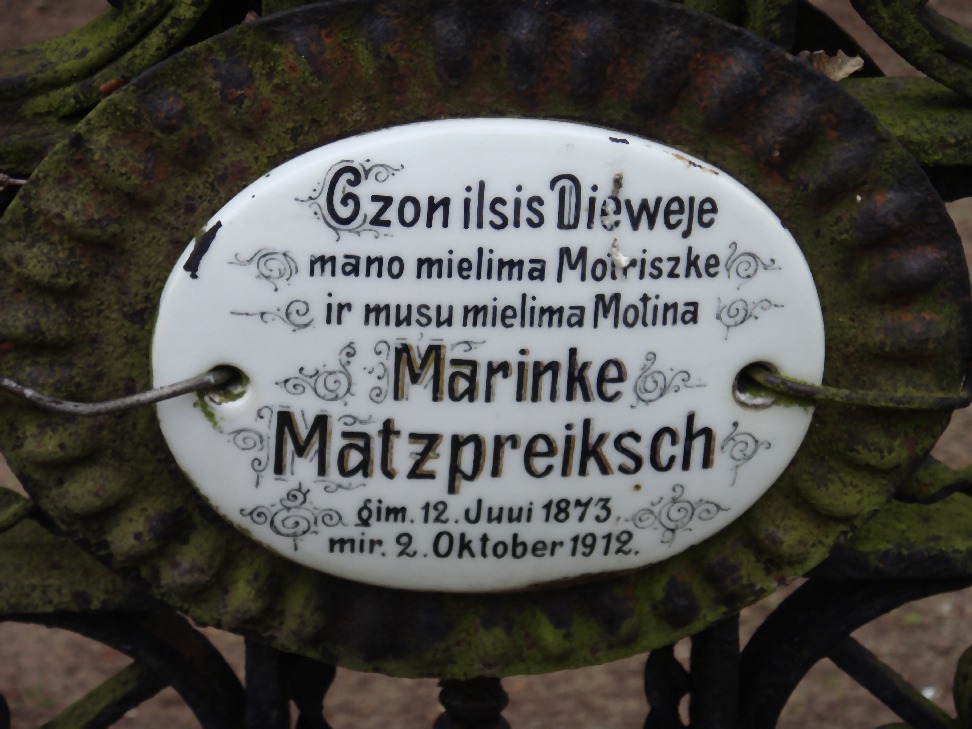 Czon ilsis Dieweje
mano mielima Motriszke
ir musu mielima Motina
Marinke
Matzpreiksch
gim. 12. Juui 1873.
mir. 2. Oktober 1912.